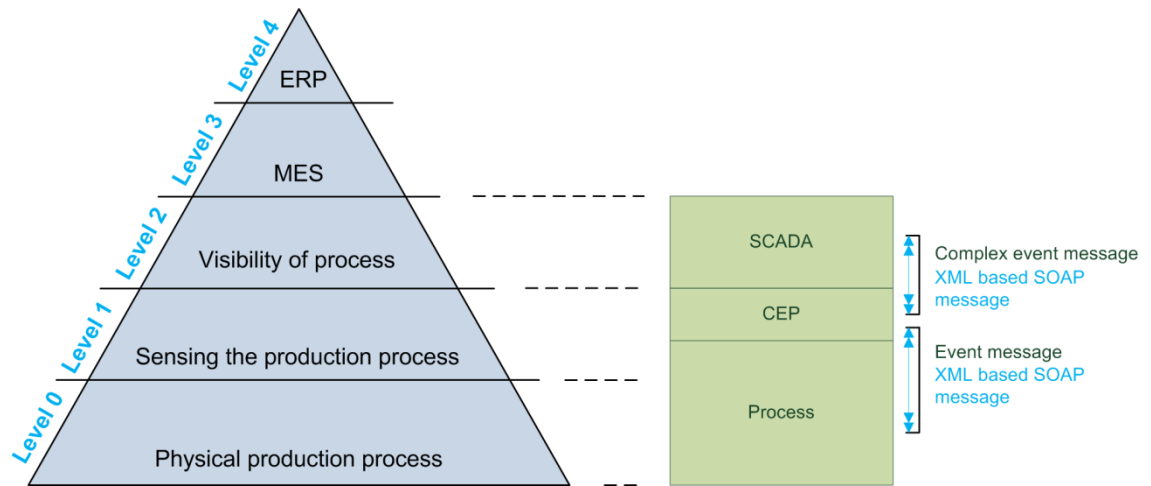 Level 4
ERP
Level 3
MES
Level 2
Visibility of process
Level 1
Sensing the production process
Level 0
Physical production process
SCADA
CEP
Process
Complex event message
XML based SOAP
message
Event message
XML based SOAP
message